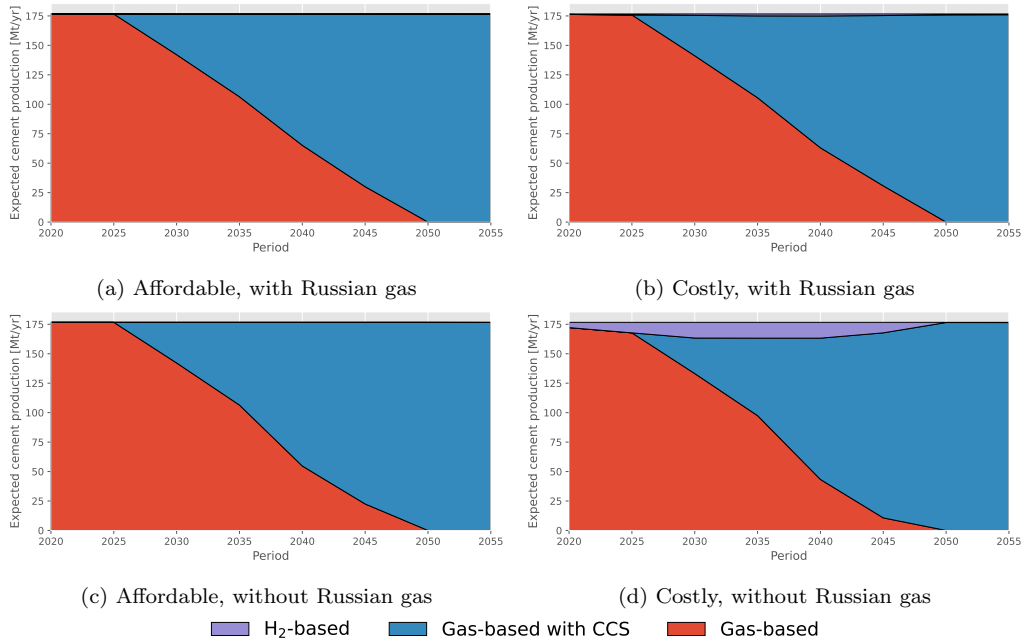 Expected cement production [Mt/yr]
175
150
125
100
75
50
25
0
2020 2025 2030 2035 2040 2045 2050 2055
Period
(a) Affordable, with Russian gas
Expected cement production [Mt/yr]
175
150
125
100
75
50
25
0
2020 2025 2030 2035 2040 2045 2050 2055
Period
(b) Costly, with Russian gas
Expected cement production [Mt/yr]
175
150
125
100
75
50
25
0
2020 2025 2030 2035 2040 2045 2050 2055
Period
(c) Affordable, without Russian gas
Expected cement production [Mt/yr]
175
150
125
100
75
50
25
0
2020 2025 2030 2035 2040 2045 2050 2055
Period
(d) Costly, without Russian gas
H₂-based Gas-based with CCS Gas-based